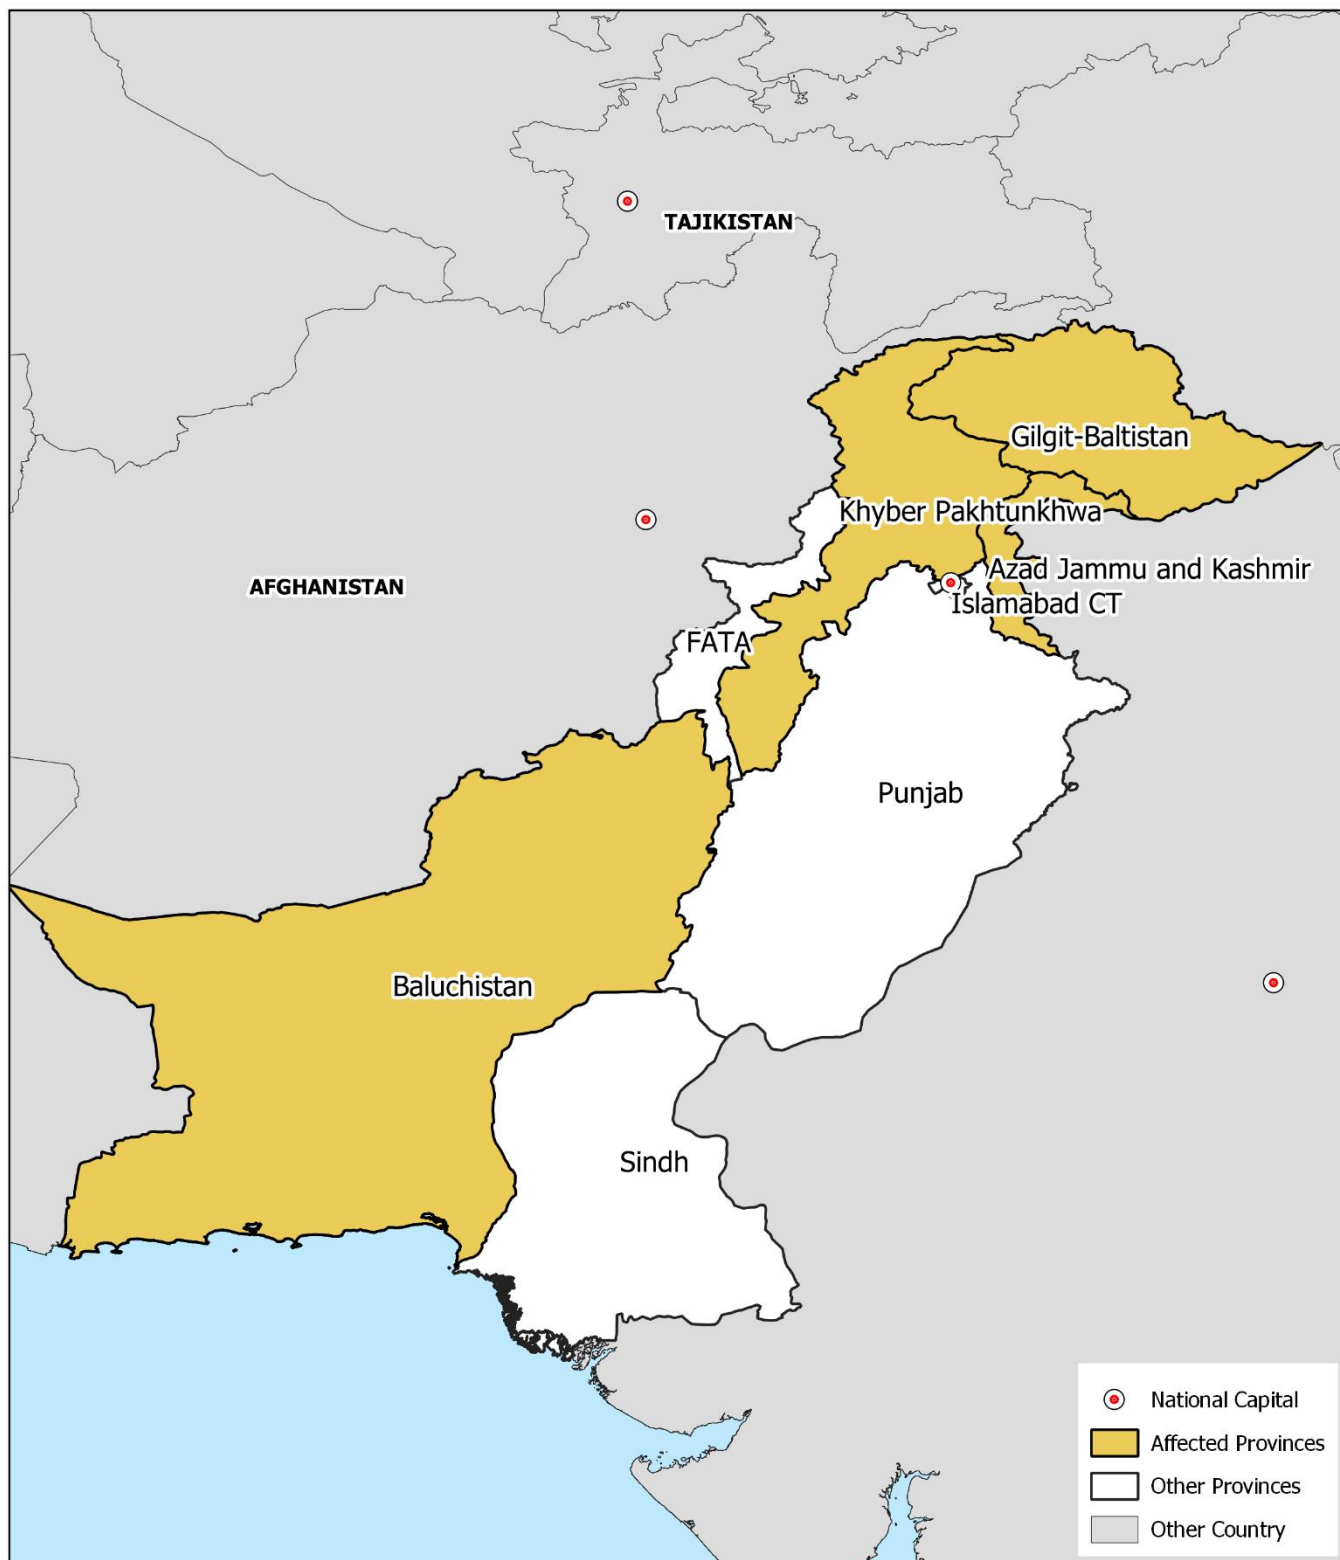 TAJIKISTAN
Gilgit-Baltistan
Khyber Pakhtunkhwa
Azad Jammu and Kashmir
AFGHANISTAN
Islamabad CT
FATA
Punjab
Baluchistan
Sindh
National Capital
Affected Provinces
Other Provinces
Other Country